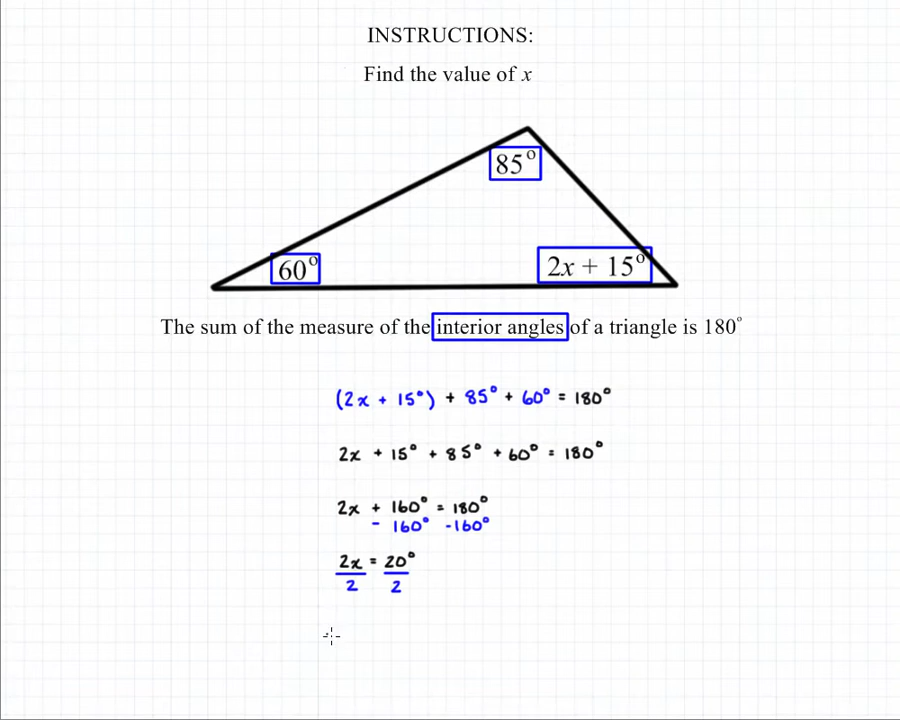 INSTRUCTIONS:
Find the value of x
85°
60°
2x + 15°
The sum of the measure of the interior angles of a triangle is 180°
(2x + 15°) + 85° + 60° = 180°
2x + 15° + 85° + 60° = 180°
2x + 160° = 180°
- 160° -160°
2x = 20°
2 2